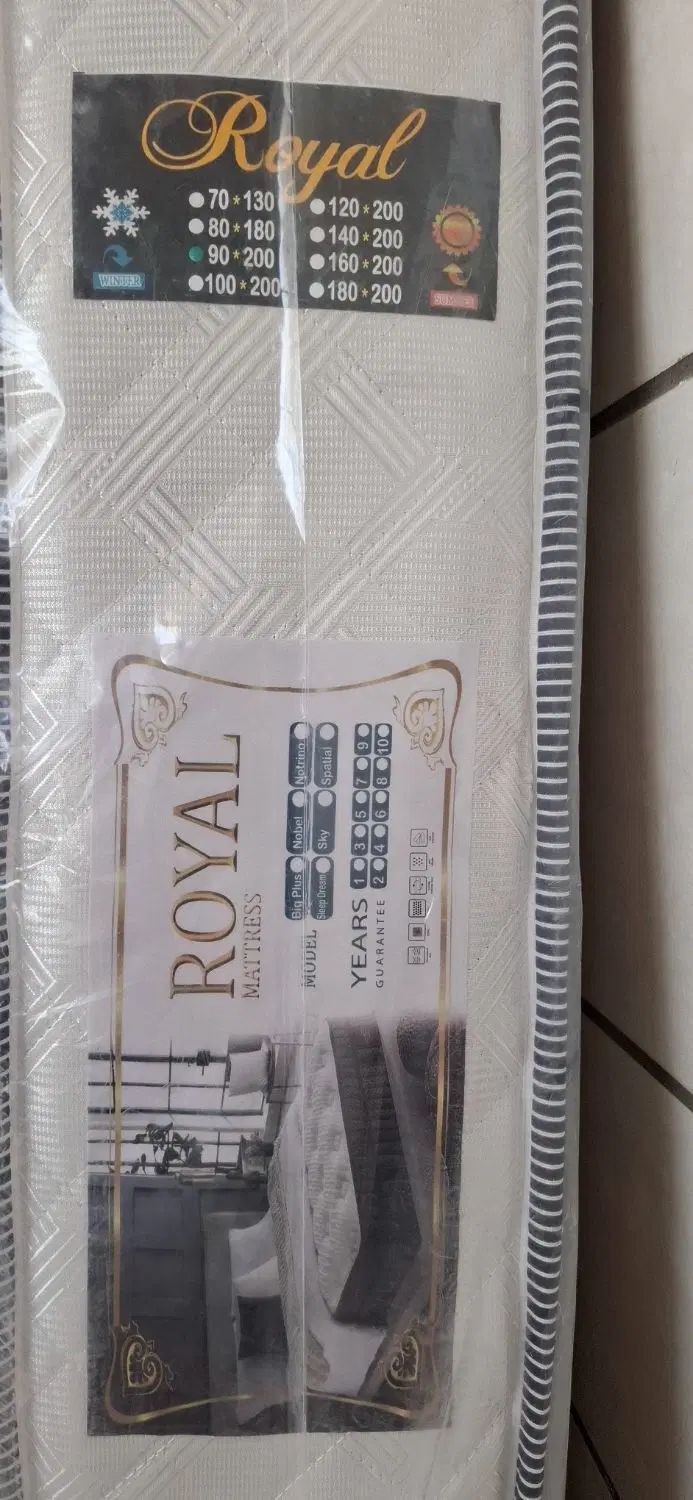 Royal
70*130
80*180
90*200
100*200
120*200
140*200
160*200
180*200
WINTER
SUMMER
ROYAL
MATTRESS
MODEL
Big Plus Nobel Notrino
Sleep Dream Sky Spatial
YEARS 1 3 5 7 9
GUARANTEE 2 4 6 8 10